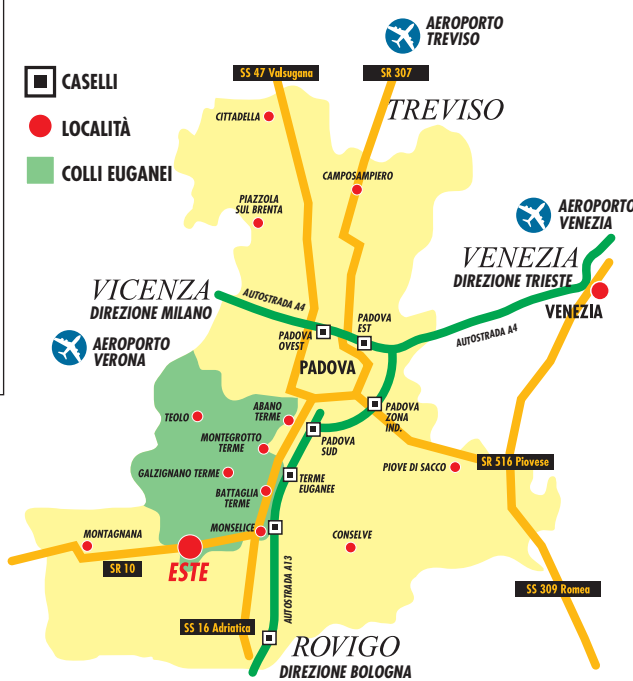 AEROPORTO
TREVISO
SS 47 Valsugana
SR 307
CASELLI
TREVISO
CITTADELLA
LOCALITÀ
COLLI EUGANEI
CAMPOSAMPIERO
PIAZZOLA
SUL BRENTA
AEROPORTO
VENEZIA
VENEZIA
DIREZIONE TRIESTE
VICENZA
DIREZIONE MILANO
AUTOSTRADA A4
VENEZIA
PADOVA
EST
PADOVA
OVEST
AUTOSTRADA A4
AEROPORTO
VERONA
PADOVA
ABANO
TERME
TEOLO
PADOVA
ZONA
IND.
MONTEGROTTO
TERME
PADOVA
SUD
SR 516 Piovese
PIOVE DI SACCO
GALZIGNANO TERME
TERME
EUGANEE
BATTAGLIA
TERME
MONSELICE
MONTAGNANA
CONSELVE
SR 10
ESTE
AUTOSTRADA A13
SS 309 Romea
SS 16 Adriatica
ROVIGO
DIREZIONE BOLOGNA